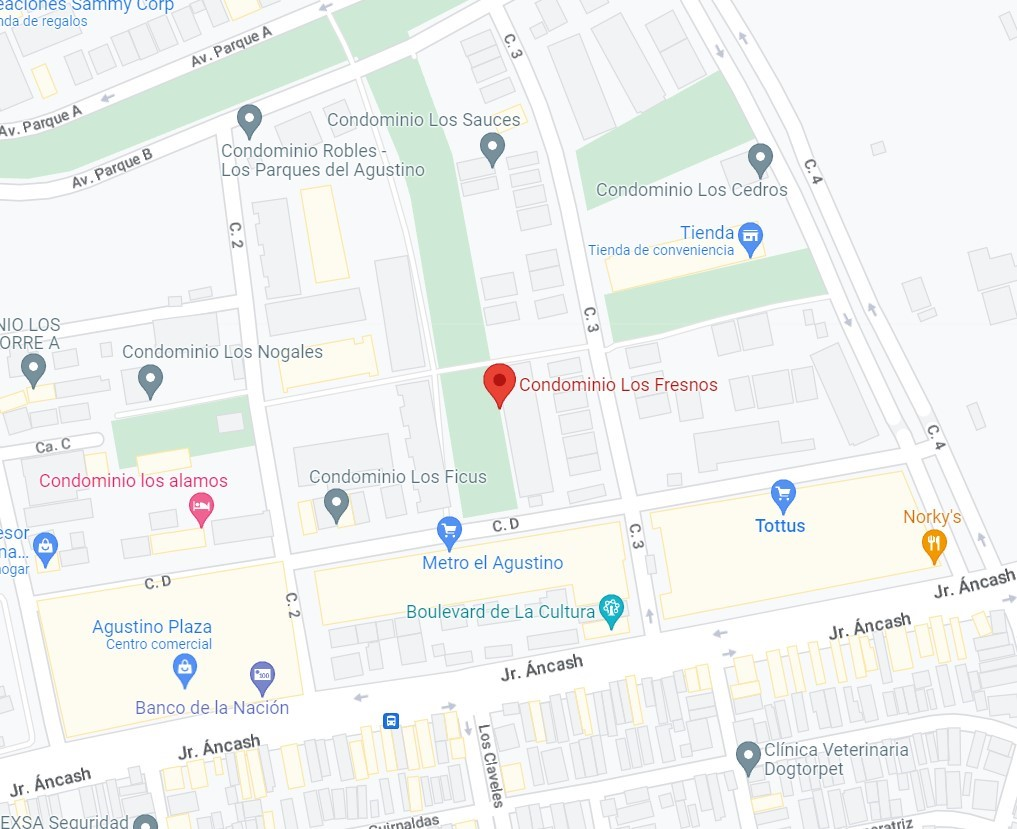 eaciones Sammy Corp
nda de regalos
Av. Parque A
C. 3
Av. Parque A
Condominio Los Sauces
Condominio Robles -
Los Parques del Agustino
Av. Parque B
C. 4
Condominio Los Cedros
C. 2
Tienda
Tienda de conveniencia
C. 3
NIO LOS
ORRE A
Condominio Los Nogales
Condominio Los Fresnos
Ca. C
C. 4
Condominio los alamos
Condominio Los Ficus
Norky's
esor
na...
hogar
C. D
Tottus
C. 3
Metro el Agustino
C. D
C. 2
Boulevard de La Cultura
Jr. Áncash
Agustino Plaza
Centro comercial
Jr. Áncash
Jr. Áncash
Banco de la Nación
Jr. Áncash
Los Claveles
Clínica Veterinaria
Dogtorpet
Jr. Áncash
EXSA Seguridad
Guirnaldas